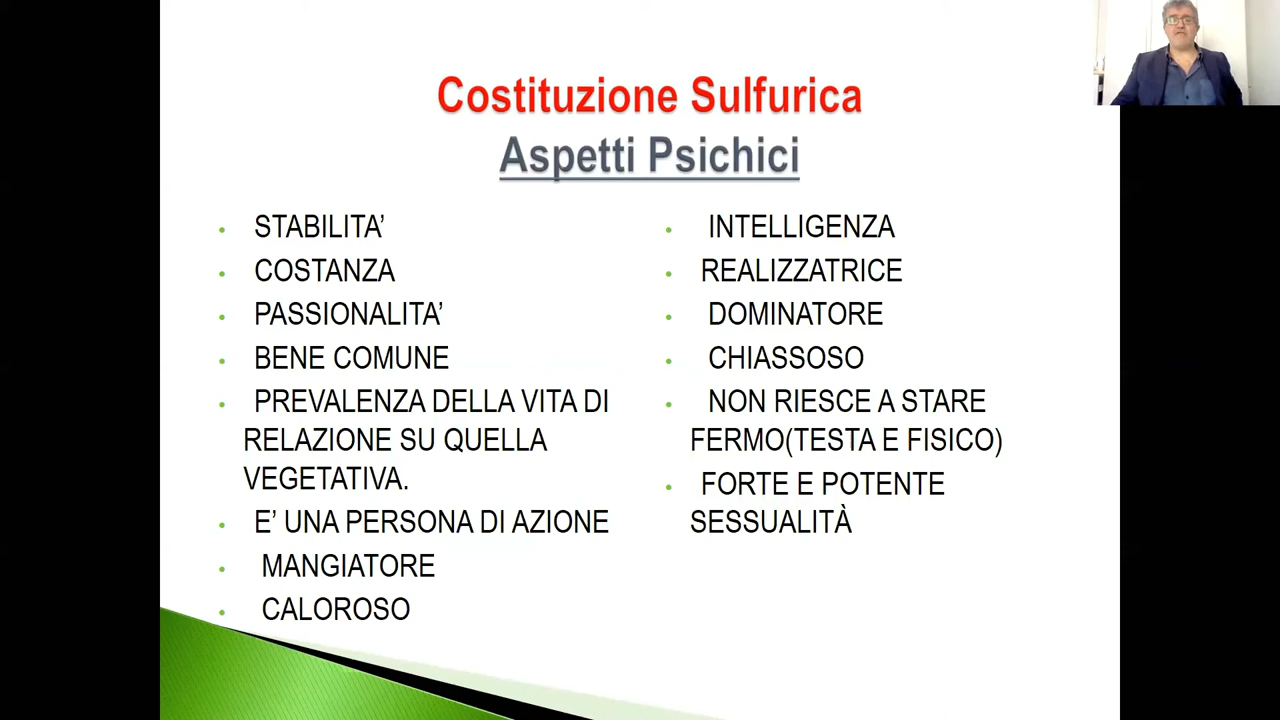 Costituzione Sulfurica
Aspetti Psichici
STABILITA’
COSTANZA
PASSIONALITA’
BENE COMUNE
PREVALENZA DELLA VITA DI
RELAZIONE SU QUELLA
VEGETATIVA.
E’ UNA PERSONA DI AZIONE
MANGIATORE
CALOROSO
INTELLIGENZA
REALIZZATRICE
DOMINATORE
CHIASSOSO
NON RIESCE A STARE
FERMO(TESTA E FISICO)
FORTE E POTENTE
SESSUALITÀ